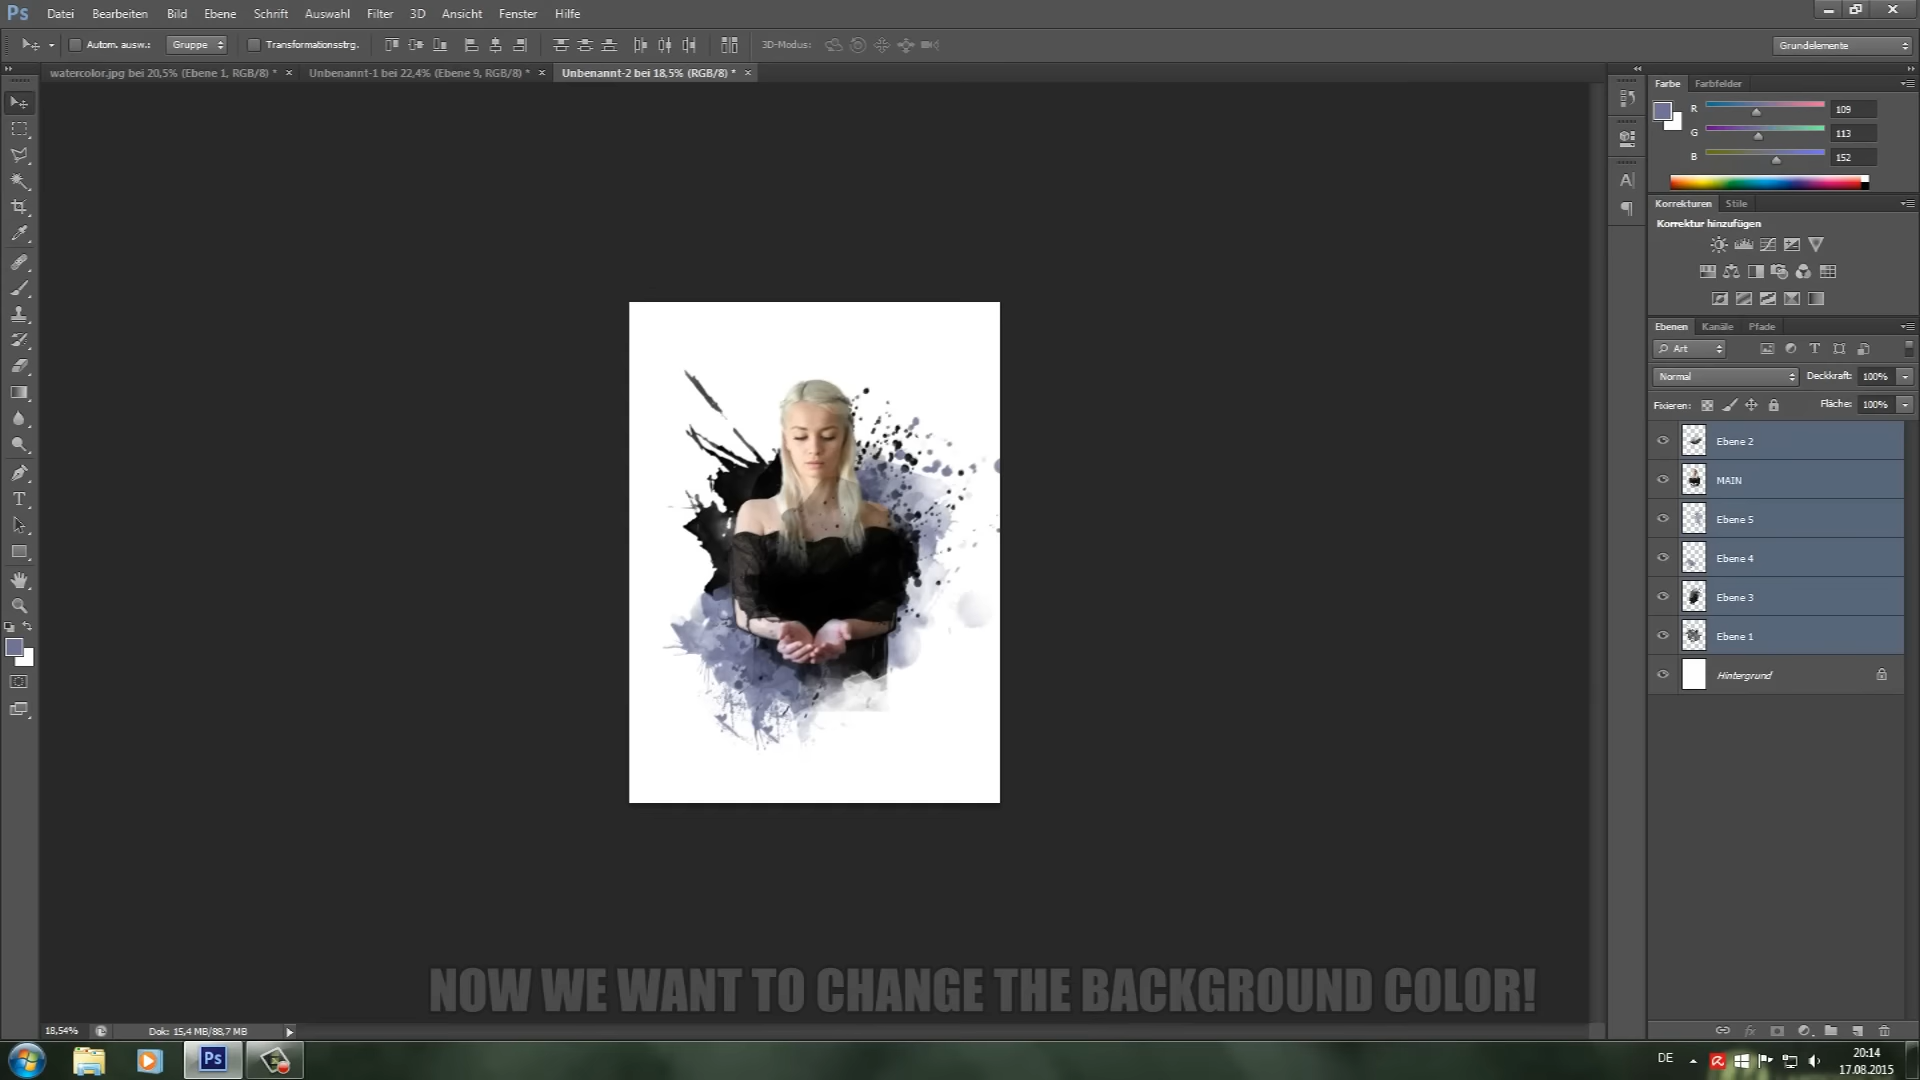 Ps Datei Bearbeiten Bild Ebene Schrift Auswahl Filter 3D Ansicht Fenster Hilfe
Autom. ausw.: Gruppe Transformationsstrg. 3D-Modus: Grundelemente
watercolor.jpg bei 20,5% (Ebene 1, RGB/8) * Unbenannt-1 bei 22,4% (Ebene 9, RGB/8) * Unbenannt-2 bei 18,5% (RGB/8) *
Farbe Farbfelder
R 109
G 113
B 152
Korrekturen Stile
Korrektur hinzufügen
Ebenen Kanäle Pfade
Art
Normal Deckkraft: 100%
Fixieren: Fläche: 100%
Ebene 2
MAIN
Ebene 5
Ebene 4
Ebene 3
Ebene 1
Hintergrund
NOW WE WANT TO CHANGE THE BACKGROUND COLOR!
18,54% Dok: 15,4 MB/88,7 MB
Ps DE 20:14
17.08.2015